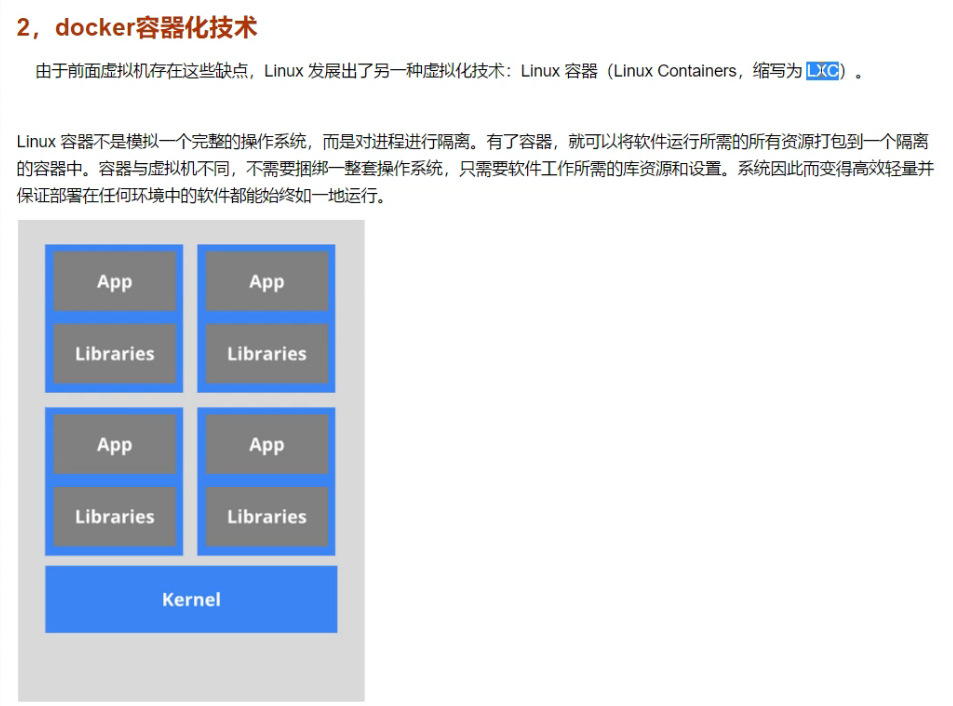 2，docker容器化技术
由于前面虚拟机存在这些缺点，Linux 发展出了另一种虚拟化技术：Linux 容器（Linux Containers，缩写为 LXC）。
Linux 容器不是模拟一个完整的操作系统，而是对进程进行隔离。有了容器，就可以将软件运行所需的所有资源打包到一个隔离
的容器中。容器与虚拟机不同，不需要捆绑一整套操作系统，只需要软件工作所需的库资源和设置。系统因此而变得高效轻量并
保证部署在任何环境中的软件都能始终如一地运行。
App App
Libraries Libraries
App App
Libraries Libraries
Kernel